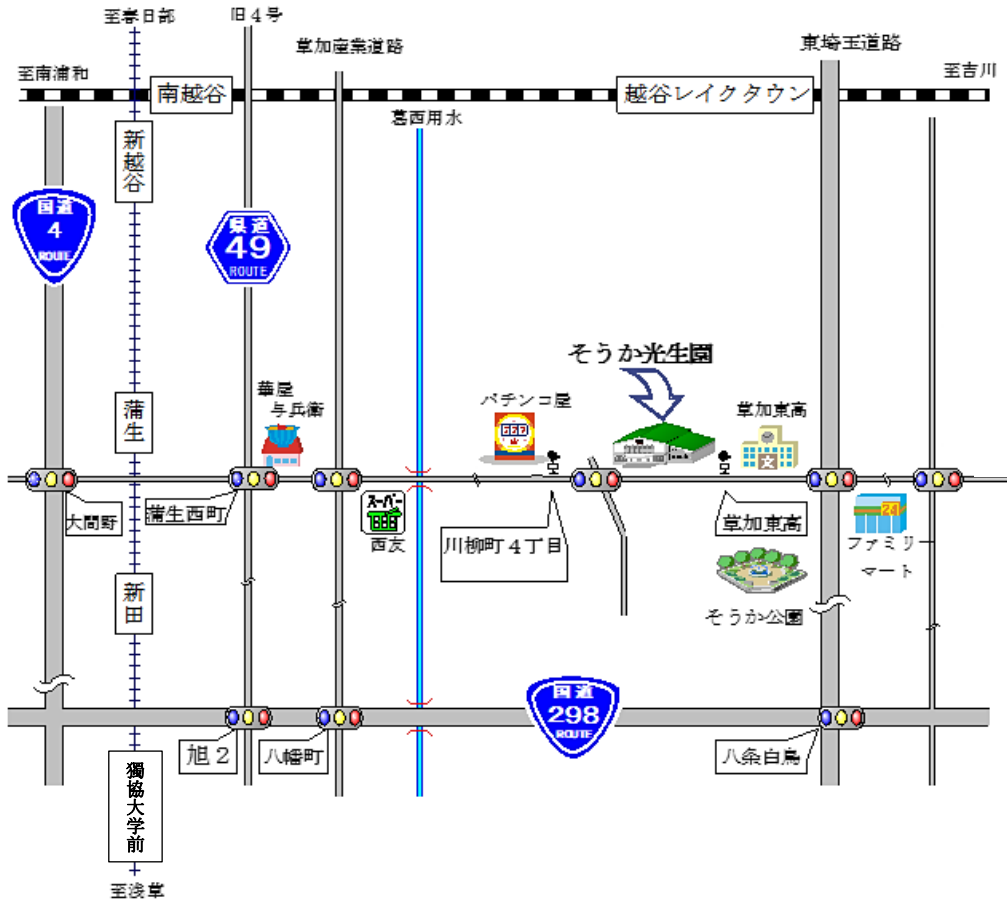 至春日部
旧４号
草加産業道路
東埼玉道路
至南浦和
至吉川
南越谷
越谷レイクタウン
葛西用水
新越谷
国道
4
ROUTE
県道
49
ROUTE
そうか光生園
華屋
与兵衛
パチンコ屋
草加東高
777
文
蒲生
大間野
蒲生西町
スーパー
西友
川柳町４丁目
草加東高
24
ファミリー
マート
新田
そうか公園
国道
298
ROUTE
旭２
八幡町
八条白鳥
獨協大学前
至浅草